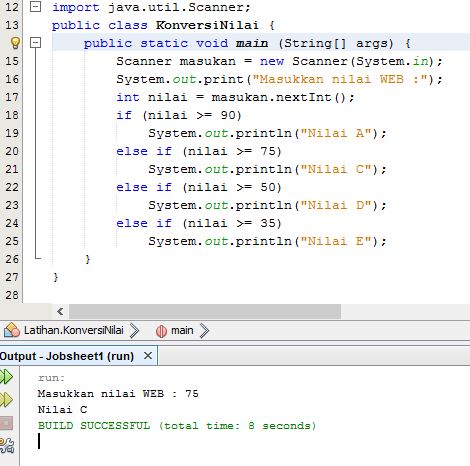 12 import java.util.Scanner;
13 public class KonversiNilai {
public static void main (String[] args) {
15 Scanner masukan = new Scanner(System.in);
16 System.out.print("Masukkan nilai WEB :");
17 int nilai = masukan.nextInt();
18 if (nilai >= 90)
19 System.out.println("Nilai A");
20 else if (nilai >= 75)
21 System.out.println("Nilai C");
22 else if (nilai >= 50)
23 System.out.println("Nilai D");
24 else if (nilai >= 35)
25 System.out.println("Nilai E");
26 }
27 }
28
Latihan.KonversiNilai main
Output - Jobsheet1 (run)
run:
Masukkan nilai WEB : 75
Nilai C
BUILD SUCCESSFUL (total time: 8 seconds)